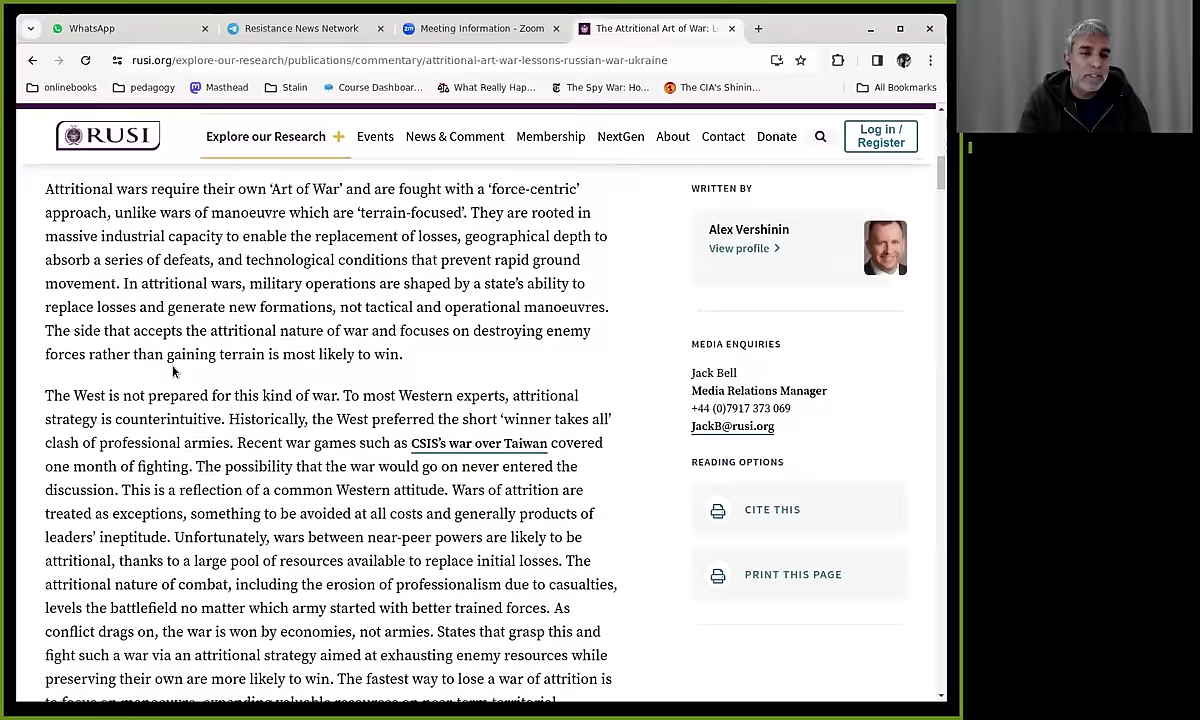 WhatsApp
Resistance News Network
zm
Meeting Information - Zoom
The Attritional Art of War: L
rusi.org/explore-our-research/publications/commentary/attritional-art-war-lessons-russian-war-ukraine
onlinebooks
pedagogy
Masthead
Stalin
Course Dashboar...
What Really Hap...
The Spy War: Ho...
The CIA's Shinin...
All Bookmarks
RUSI
Explore our Research
Events
News & Comment
Membership
NextGen
About
Contact
Donate
Log in /
Register
Attritional wars require their own ‘Art of War’ and are fought with a ‘force-centric’
approach, unlike wars of manoeuvre which are ‘terrain-focused’. They are rooted in
massive industrial capacity to enable the replacement of losses, geographical depth to
absorb a series of defeats, and technological conditions that prevent rapid ground
movement. In attritional wars, military operations are shaped by a state’s ability to
replace losses and generate new formations, not tactical and operational manoeuvres.
The side that accepts the attritional nature of war and focuses on destroying enemy
forces rather than gaining terrain is most likely to win.
The West is not prepared for this kind of war. To most Western experts, attritional
strategy is counterintuitive. Historically, the West preferred the short ‘winner takes all’
clash of professional armies. Recent war games such as CSIS’s war over Taiwan covered
one month of fighting. The possibility that the war would go on never entered the
discussion. This is a reflection of a common Western attitude. Wars of attrition are
treated as exceptions, something to be avoided at all costs and generally products of
leaders’ ineptitude. Unfortunately, wars between near-peer powers are likely to be
attritional, thanks to a large pool of resources available to replace initial losses. The
attritional nature of combat, including the erosion of professionalism due to casualties,
levels the battlefield no matter which army started with better trained forces. As
conflict drags on, the war is won by economies, not armies. States that grasp this and
fight such a war via an attritional strategy aimed at exhausting enemy resources while
preserving their own are more likely to win. The fastest way to lose a war of attrition is
to focus on manoeuvre, expending valuable resources on near-term territorial
WRITTEN BY
Alex Vershinin
View profile
MEDIA ENQUIRIES
Jack Bell
Media Relations Manager
+44 (0)7917 373 069
JackB@rusi.org
READING OPTIONS
CITE THIS
PRINT THIS PAGE